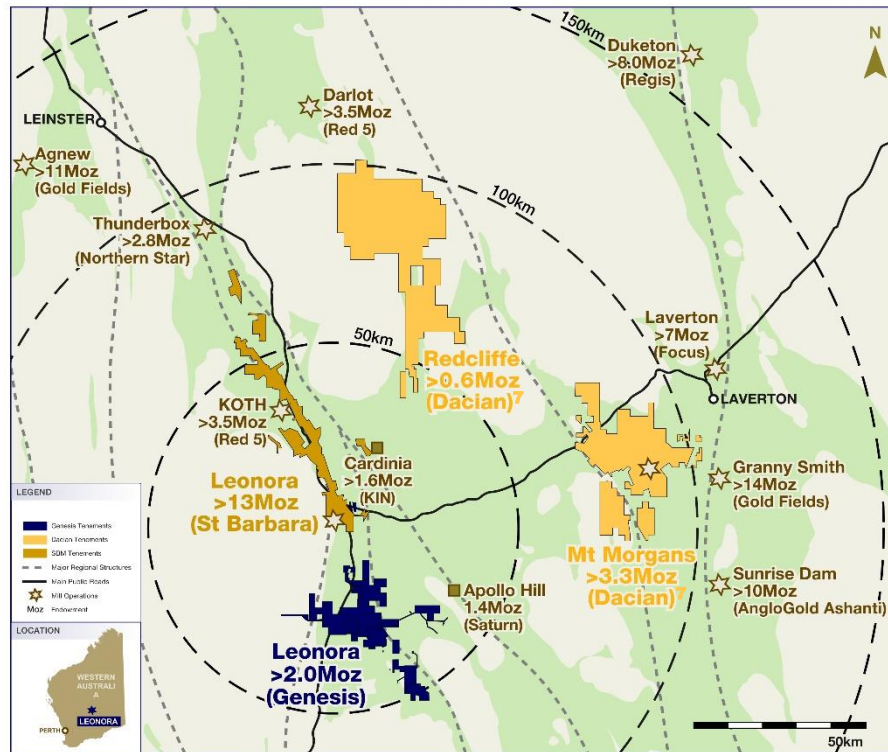 150km
N
Duketon
>8.0Moz
(Regis)
Darlot
>3.5Moz
(Red 5)
LEINSTER
Agnew
>11Moz
(Gold Fields)
100km
Thunderbox
>2.8Moz
(Northern Star)
Laverton
>7Moz
(Focus)
50km
Redcliffe
>0.6Moz
(Dacian)7
LAVERTON
KOTH
>3.5Moz
(Red 5)
Cardinia
>1.6Moz
(KIN)
Leonora
>13Moz
(St Barbara)
Granny Smith
>14Moz
(Gold Fields)
Mt Morgans
>3.3Moz
(Dacian)7
Apollo Hill
1.4Moz
(Saturn)
Sunrise Dam
>10Moz
(AngloGold Ashanti)
Leonora
>2.0Moz
(Genesis)
LEGEND
Genesis Tenements
Dacian Tenements
SBM Tenements
Major Regional Structures
Main Public Roads
Mill Operations
Moz Endowment
LOCATION
WESTERN
AUSTRALI
A
LEONORA
PERTH
50km